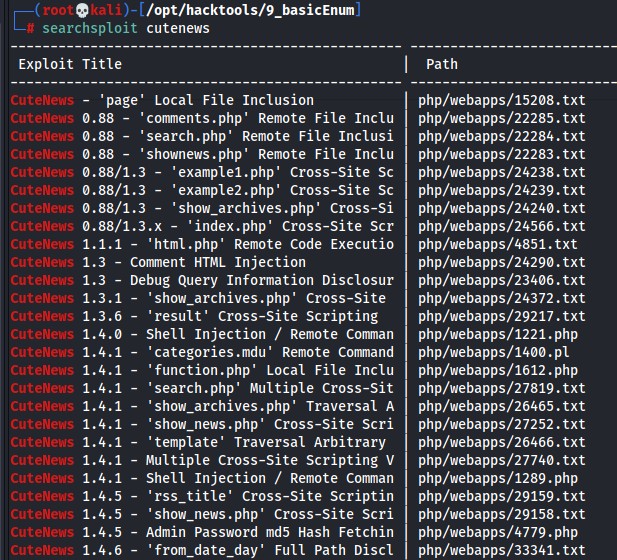 ┌──(root💀kali)-[/opt/hacktools/9_basicEnum]
└─# searchsploit cutenews
Exploit Title | Path
CuteNews - 'page' Local File Inclusion | php/webapps/15208.txt
CuteNews 0.88 - 'comments.php' Remote File Inclu | php/webapps/22285.txt
CuteNews 0.88 - 'search.php' Remote File Inclusi | php/webapps/22284.txt
CuteNews 0.88 - 'shownews.php' Remote File Inclu | php/webapps/22283.txt
CuteNews 0.88/1.3 - 'example1.php' Cross-Site Sc | php/webapps/24238.txt
CuteNews 0.88/1.3 - 'example2.php' Cross-Site Sc | php/webapps/24239.txt
CuteNews 0.88/1.3 - 'show_archives.php' Cross-Si | php/webapps/24240.txt
CuteNews 0.88/1.3.x - 'index.php' Cross-Site Scr | php/webapps/24566.txt
CuteNews 1.1.1 - 'html.php' Remote Code Executio | php/webapps/4851.txt
CuteNews 1.3 - Comment HTML Injection | php/webapps/24290.txt
CuteNews 1.3 - Debug Query Information Disclosur | php/webapps/23406.txt
CuteNews 1.3.1 - 'show_archives.php' Cross-Site | php/webapps/24372.txt
CuteNews 1.3.6 - 'result' Cross-Site Scripting | php/webapps/29217.txt
CuteNews 1.4.0 - Shell Injection / Remote Comman | php/webapps/1221.php
CuteNews 1.4.1 - 'categories.mdu' Remote Command | php/webapps/1400.pl
CuteNews 1.4.1 - 'function.php' Local File Inclu | php/webapps/1612.php
CuteNews 1.4.1 - 'search.php' Multiple Cross-Sit | php/webapps/27819.txt
CuteNews 1.4.1 - 'show_archives.php' Traversal A | php/webapps/26465.txt
CuteNews 1.4.1 - 'show_news.php' Cross-Site Scri | php/webapps/27252.txt
CuteNews 1.4.1 - 'template' Traversal Arbitrary | php/webapps/26466.txt
CuteNews 1.4.1 - Multiple Cross-Site Scripting V | php/webapps/27740.txt
CuteNews 1.4.1 - Shell Injection / Remote Comman | php/webapps/1289.php
CuteNews 1.4.5 - 'rss_title' Cross-Site Scriptin | php/webapps/29159.txt
CuteNews 1.4.5 - 'show_news.php' Cross-Site Scri | php/webapps/29158.txt
CuteNews 1.4.5 - Admin Password md5 Hash Fetchin | php/webapps/4779.php
CuteNews 1.4.6 - 'from_date_day' Full Path Discl | php/webapps/33341.txt